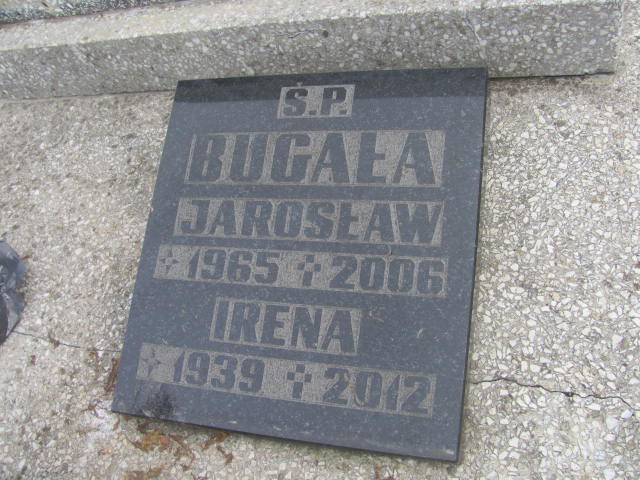 Ś.P.
BUGAŁA
JAROSŁAW
1965 ✝ 2006
IRENA
1939 ✝ 2012